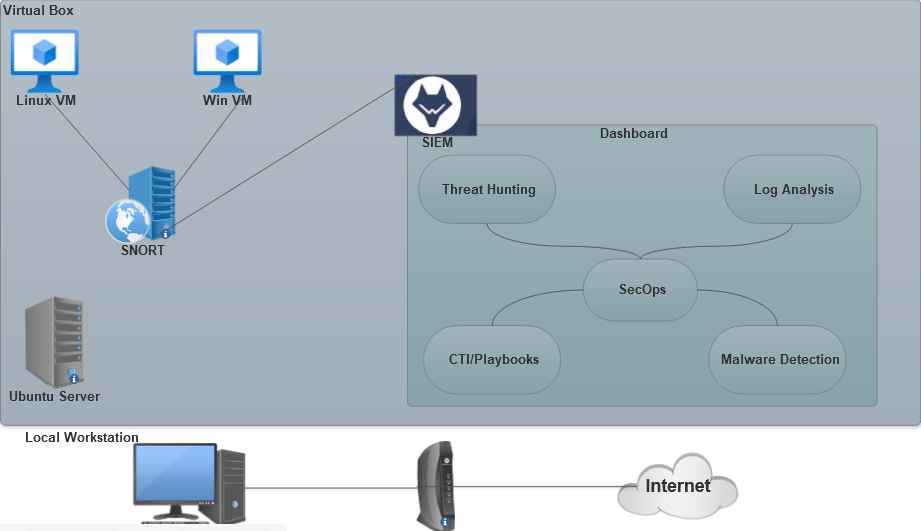 Virtual Box
Linux VM
Win VM
SIEM
Dashboard
Threat Hunting
Log Analysis
SNORT
SecOps
CTI/Playbooks
Malware Detection
Ubuntu Server
Local Workstation
Internet